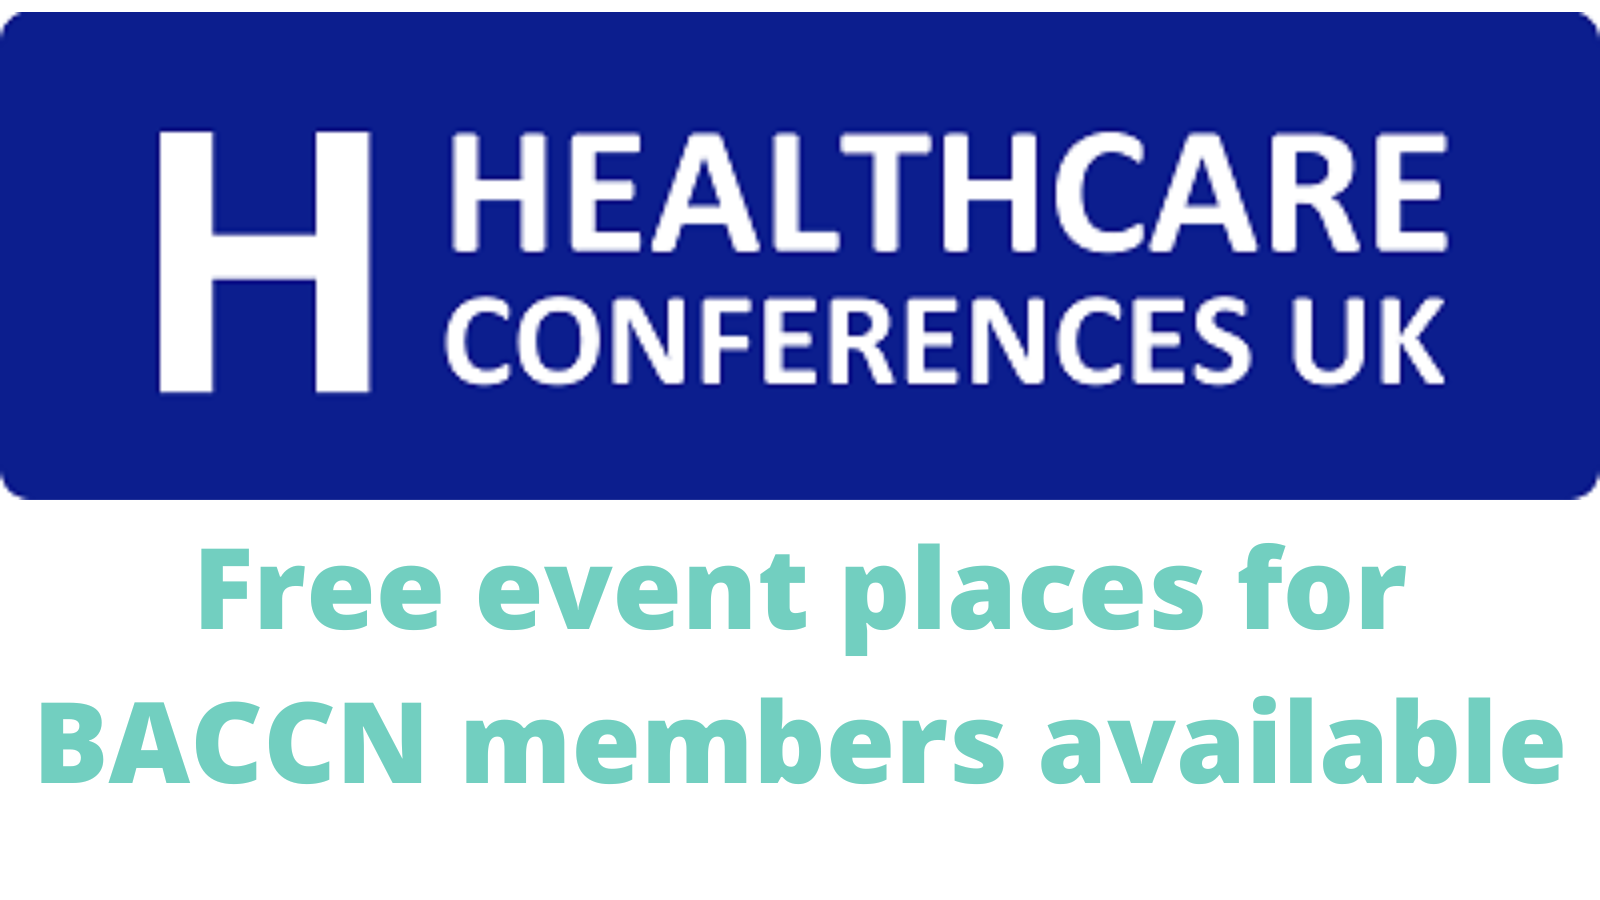 H
HEALTHCARE
CONFERENCES UK
Free event places for
BACCN members available